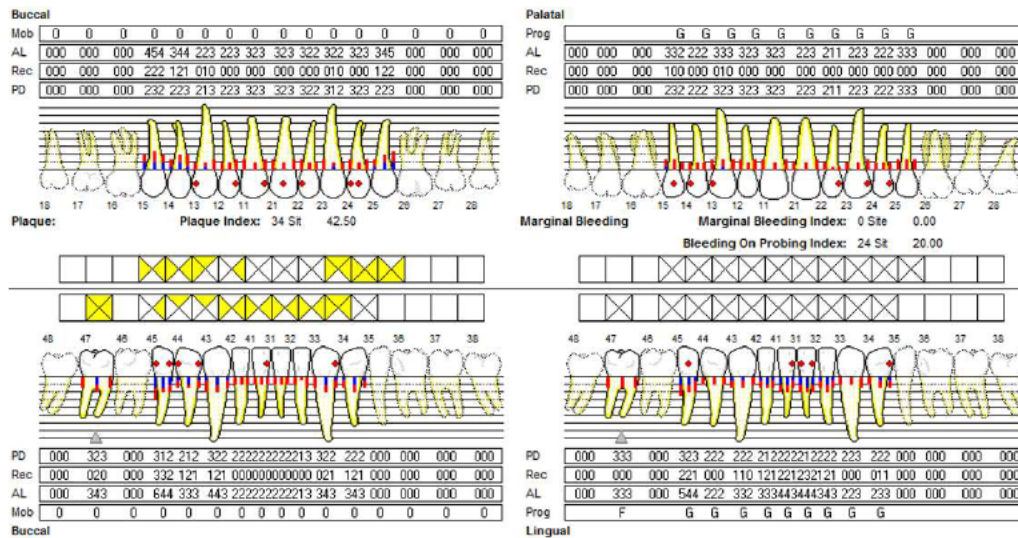 Buccal
Mob 0 0 0 0 0 0 0 0 0 0 0 0 0 0 0 0
AL 000 000 000 454 344 223 223 323 323 322 322 323 345 000 000 000
Rec 000 000 000 222 121 010 000 000 000 000 010 000 122 000 000 000
PD 000 000 000 232 223 213 223 323 323 322 312 323 223 000 000 000
18 17 16 15 14 13 12 11 21 22 23 24 25 26 27 28
Plaque: Plaque Index: 34 Sit 42.50
Palatal
Prog G G G G G G G G G G
AL 000 000 000 332 222 333 323 323 323 223 211 223 222 333 000 000 000
Rec 000 000 000 100 000 010 000 000 000 000 000 000 000 000 000 000 000
PD 000 000 000 232 222 323 323 323 323 223 211 223 222 333 000 000 000
18 17 16 15 14 13 12 11 21 22 23 24 25 26 27 28
Marginal Bleeding Marginal Bleeding Index: 0 Site 0.00
Bleeding On Probing Index: 24 Sit 20.00
48 47 46 45 44 43 42 41 31 32 33 34 35 36 37 38
PD 000 323 000 312 212 322 222222222213 322 222 000 000 000 000
Rec 000 020 000 332 121 121 000000000000 021 121 000 000 000 000
AL 000 343 000 644 333 443 222222222213 343 343 000 000 000 000
Mob 0 0 0 0 0 0 0 0 0 0 0 0 0 0 0 0
Buccal
48 47 46 45 44 43 42 41 31 32 33 34 35 36 37 38
PD 000 333 000 323 222 222 212221212222 223 222 000 000 000 000
Rec 000 000 000 221 000 110 121221232121 000 011 000 000 000 000
AL 000 333 000 544 222 332 333443444343 223 233 000 000 000 000
Prog F G G G G G G G G
Lingual